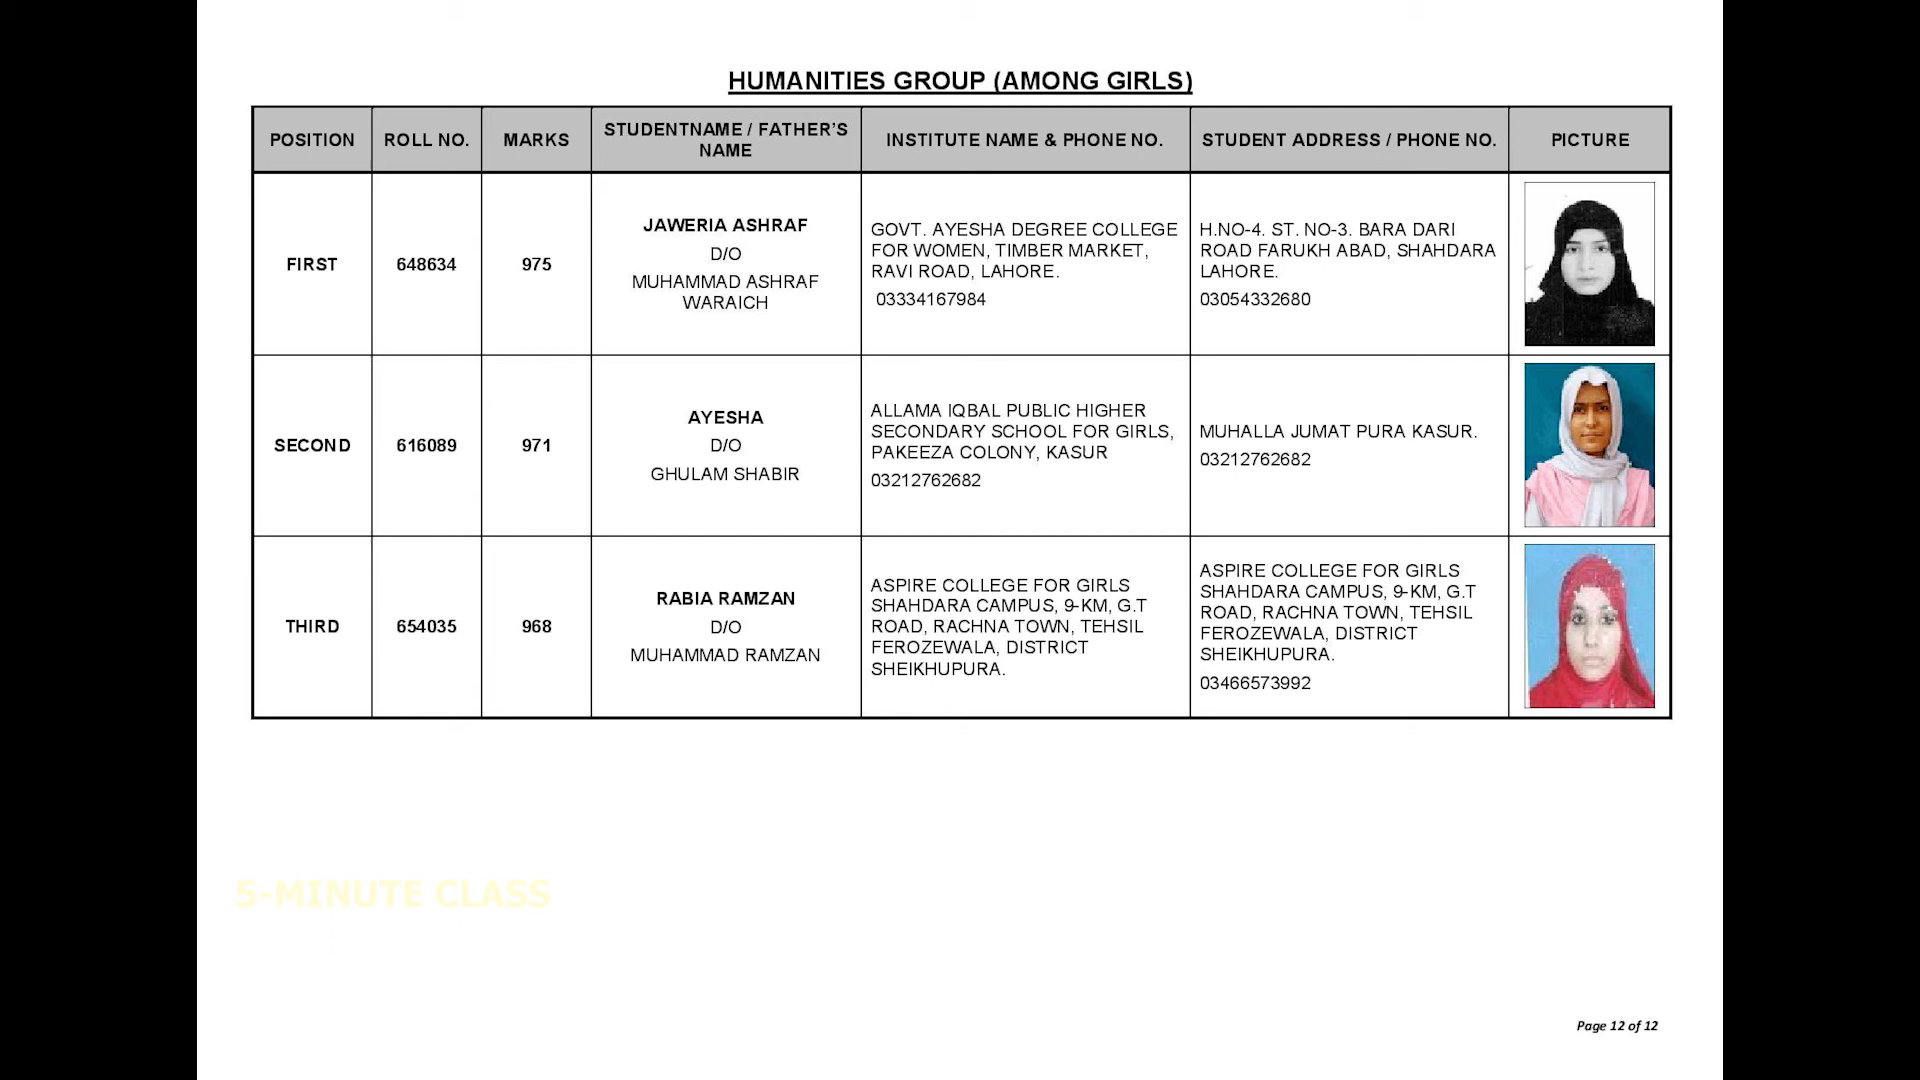 HUMANITIES GROUP (AMONG GIRLS)
POSITION
ROLL NO.
MARKS
STUDENTNAME / FATHER'S
NAME
INSTITUTE NAME & PHONE NO.
STUDENT ADDRESS / PHONE NO.
PICTURE
FIRST
648634
975
JAWERIA ASHRAF
D/O
MUHAMMAD ASHRAF
WARAICH
GOVT. AYESHA DEGREE COLLEGE
FOR WOMEN, TIMBER MARKET,
RAVI ROAD, LAHORE.
03334167984
H.NO-4. ST. NO-3. BARA DARI
ROAD FARUKH ABAD, SHAHDARA
LAHORE.
03054332680
SECOND
616089
971
AYESHA
D/O
GHULAM SHABIR
ALLAMA IQBAL PUBLIC HIGHER
SECONDARY SCHOOL FOR GIRLS,
PAKEEZA COLONY, KASUR
03212762682
MUHALLA JUMAT PURA KASUR.
03212762682
THIRD
654035
968
RABIA RAMZAN
D/O
MUHAMMAD RAMZAN
ASPIRE COLLEGE FOR GIRLS
SHAHDARA CAMPUS, 9-KM, G.T
ROAD, RACHNA TOWN, TEHSIL
FEROZEWALA, DISTRICT
SHEIKHUPURA.
ASPIRE COLLEGE FOR GIRLS
SHAHDARA CAMPUS, 9-KM, G.T
ROAD, RACHNA TOWN, TEHSIL
FEROZEWALA, DISTRICT
SHEIKHUPURA.
03466573992
5-MINUTE CLASS
Page 12 of 12